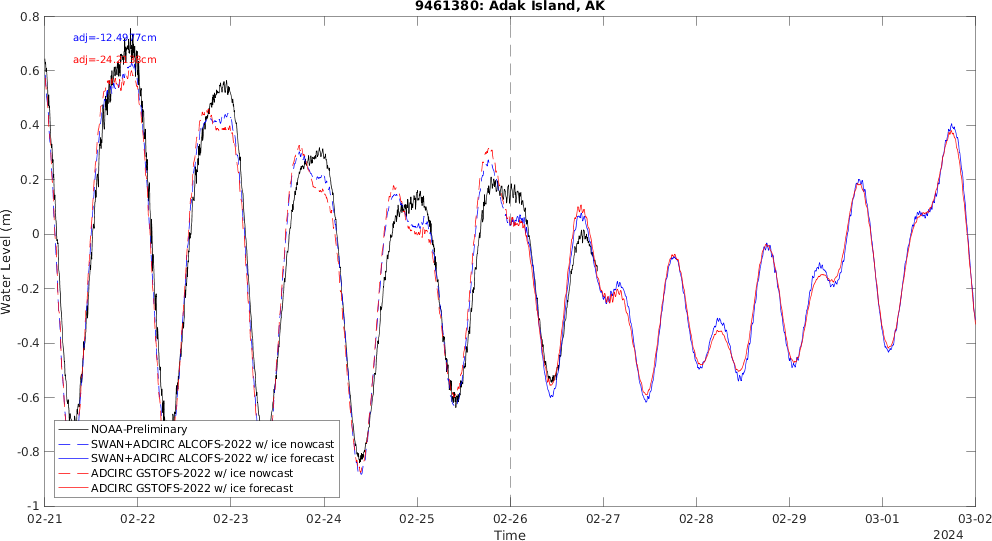 9461380: Adak Island, AK
0.8
adj=-12.4977cm
0.6
0.4
0.2
0
-0.2
-0.4
-0.6
-0.8
-1
Water Level (m)
NOAA-Preliminary
SWAN+ADCIRC ALCOFS-2022 w/ ice nowcast
SWAN+ADCIRC ALCOFS-2022 w/ ice forecast
ADCIRC GSTOFS-2022 w/ ice nowcast
ADCIRC GSTOFS-2022 w/ ice forecast
02-21 02-22 02-23 02-24 02-25 02-26 02-27 02-28 02-29 03-01 03-02
Time
2024